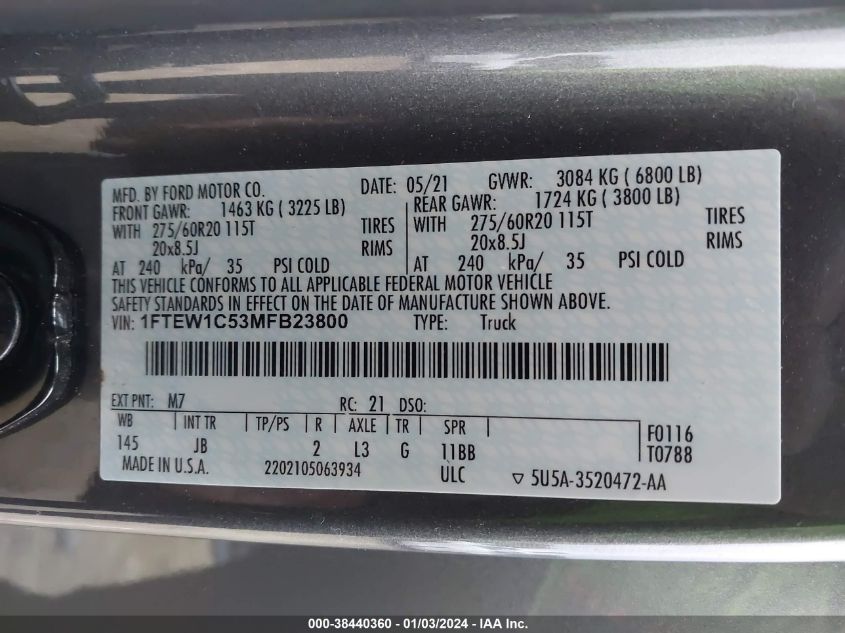 MFD. BY FORD MOTOR CO. DATE: 05/21 GVWR: 3084 KG ( 6800 LB)
FRONT GAWR: 1463 KG ( 3225 LB) REAR GAWR: 1724 KG ( 3800 LB)
WITH 275/60R20 115T TIRES WITH 275/60R20 115T TIRES
20x8.5J RIMS 20x8.5J RIMS
AT 240 kPa/ 35 PSI COLD AT 240 kPa/ 35 PSI COLD
THIS VEHICLE CONFORMS TO ALL APPLICABLE FEDERAL MOTOR VEHICLE
SAFETY STANDARDS IN EFFECT ON THE DATE OF MANUFACTURE SHOWN ABOVE.
VIN: 1FTEW1C53MFB23800 TYPE: Truck
EXT PNT: M7 RC: 21 DSO:
WB INT TR TP/PS R AXLE TR SPR
145 JB 2 L3 G 11BB
F0116
T0788
MADE IN U.S.A. 2202105063934 ULC ▽ 5U5A-3520472-AA
000-38440360 - 01/03/2024 - IAA Inc.